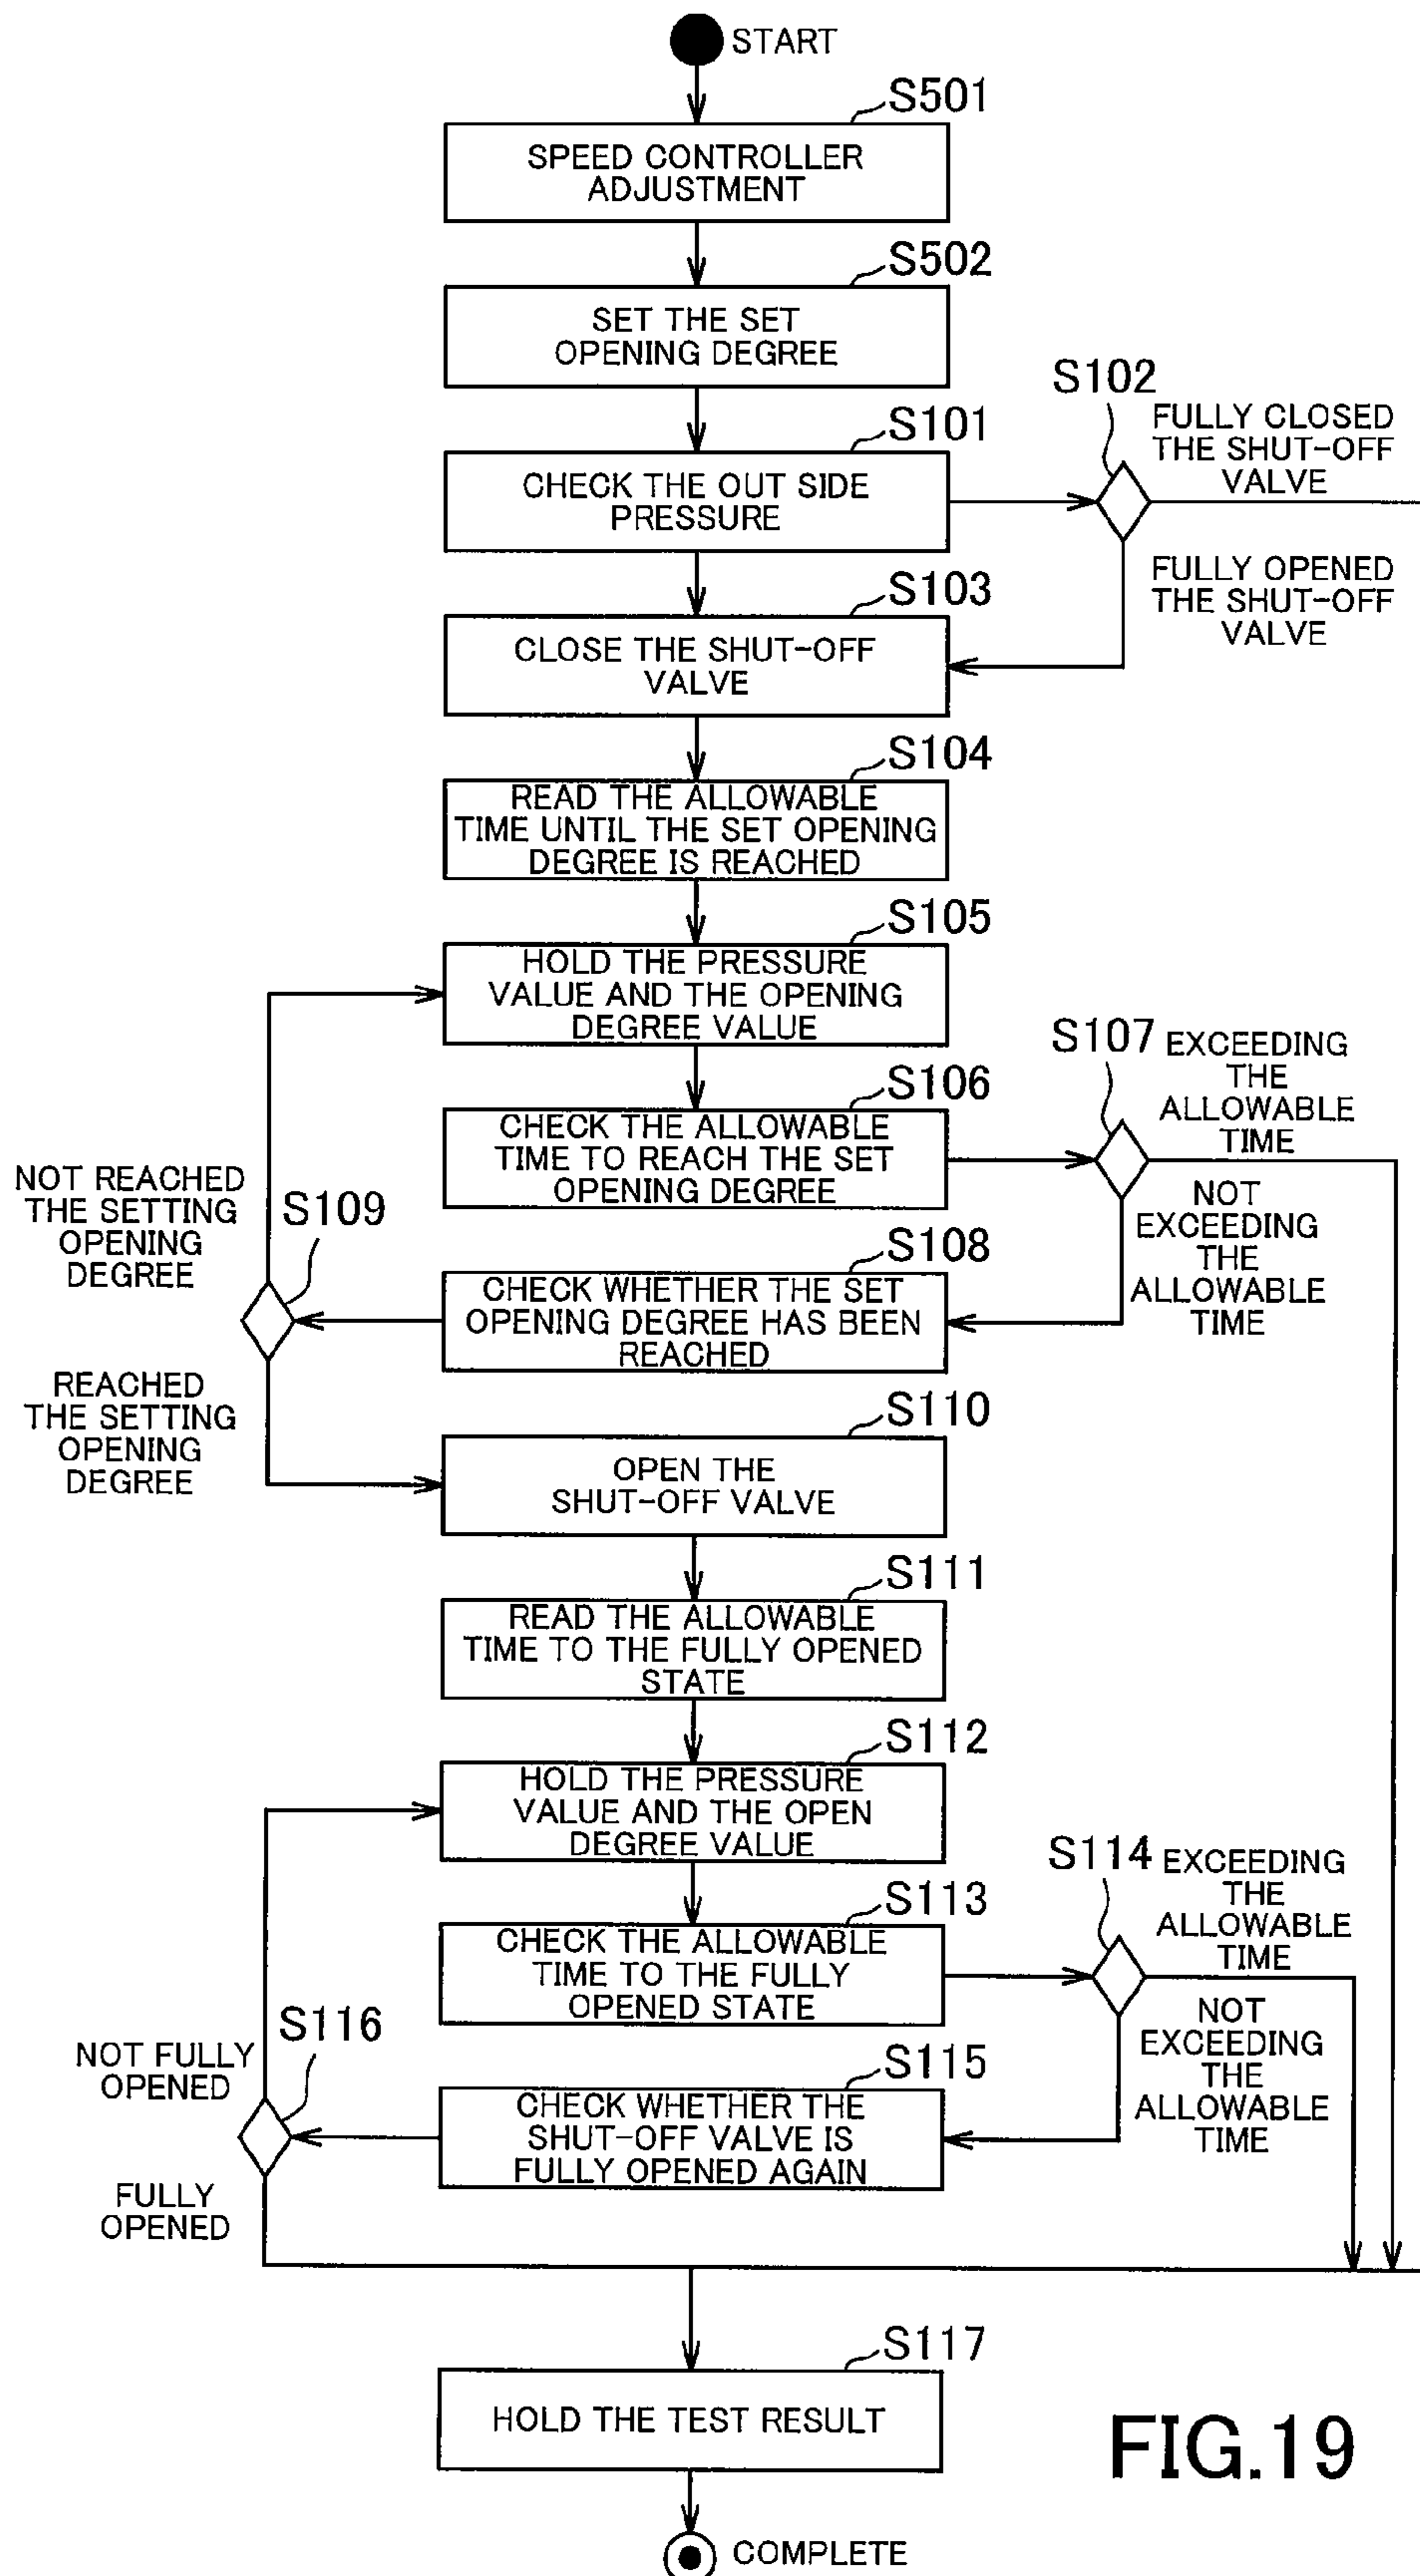 START
S501
SPEED CONTROLLER
ADJUSTMENT
S502
SET THE SET
OPENING DEGREE
S101
CHECK THE OUT SIDE
PRESSURE
S102
FULLY CLOSED
THE SHUT-OFF
VALVE
FULLY OPENED
THE SHUT-OFF
VALVE
S103
CLOSE THE SHUT-OFF
VALVE
S104
READ THE ALLOWABLE
TIME UNTIL THE SET OPENING
DEGREE IS REACHED
S105
HOLD THE PRESSURE
VALUE AND THE OPENING
DEGREE VALUE
S106
CHECK THE ALLOWABLE
TIME TO REACH THE SET
OPENING DEGREE
S107
EXCEEDING
THE
ALLOWABLE
TIME
NOT
EXCEEDING
THE
ALLOWABLE
TIME
S108
CHECK WHETHER THE SET
OPENING DEGREE HAS BEEN
REACHED
NOT REACHED
THE SETTING
OPENING
DEGREE
S109
REACHED
THE SETTING
OPENING
DEGREE
S110
OPEN THE
SHUT-OFF VALVE
S111
READ THE ALLOWABLE
TIME TO THE FULLY OPENED
STATE
S112
HOLD THE PRESSURE
VALUE AND THE OPEN
DEGREE VALUE
S113
CHECK THE ALLOWABLE
TIME TO THE FULLY
OPENED STATE
S114
EXCEEDING
THE
ALLOWABLE
TIME
NOT
EXCEEDING
THE
ALLOWABLE
TIME
S115
CHECK WHETHER THE
SHUT-OFF VALVE IS
FULLY OPENED AGAIN
S116
NOT FULLY
OPENED
FULLY
OPENED
S117
HOLD THE TEST RESULT
COMPLETE
FIG.19